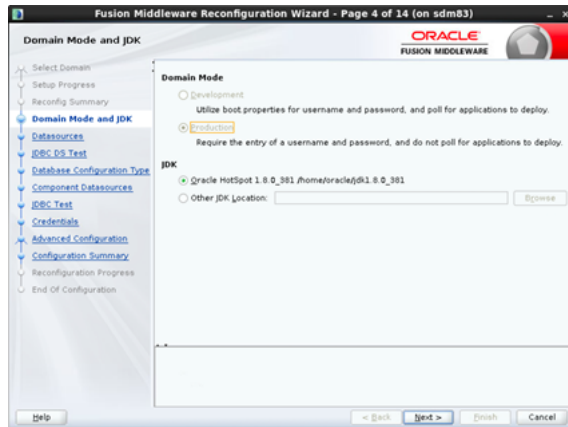 Fusion Middleware Reconfiguration Wizard - Page 4 of 14 (on sdm83)
Domain Mode and JDK
ORACLE
FUSION MIDDLEWARE
Select Domain
Setup Progress
Reconfig Summary
Domain Mode and JDK
Datasources
JDBC DS Test
Database Configuration Type
Component Datasources
JDBC Test
Credentials
Advanced Configuration
Configuration Summary
Reconfiguration Progress
End Of Configuration
Domain Mode
Development
Utilize boot properties for username and password, and poll for applications to deploy.
Production
Require the entry of a username and password, and do not poll for applications to deploy.
JDK
Oracle HotSpot 1.8.0_381 /home/oracle/jdk1.8.0_381
Other JDK Location:
Browse
Help
< Back
Next >
Finish
Cancel